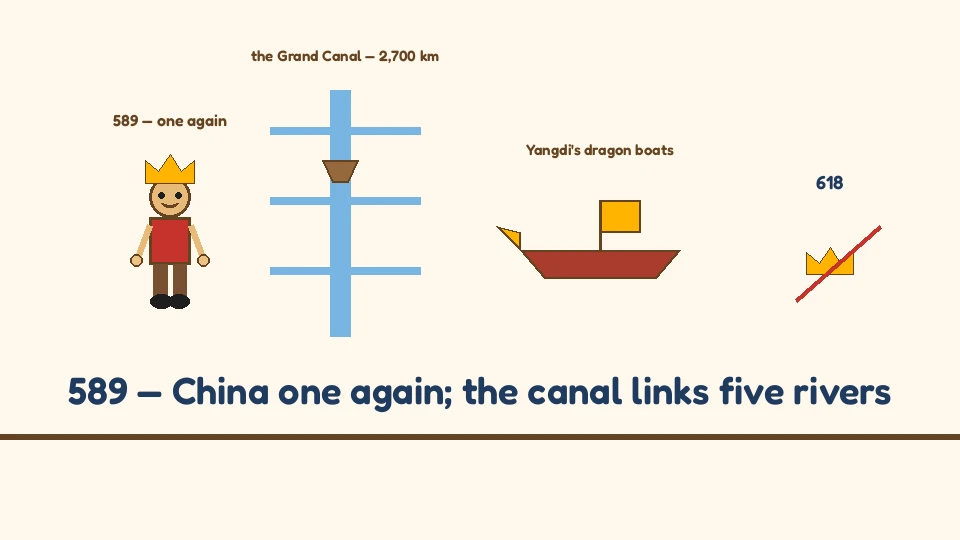 the Grand Canal — 2,700 km
589 — one again
Yangdi's dragon boats
618
589 — China one again; the canal links five rivers